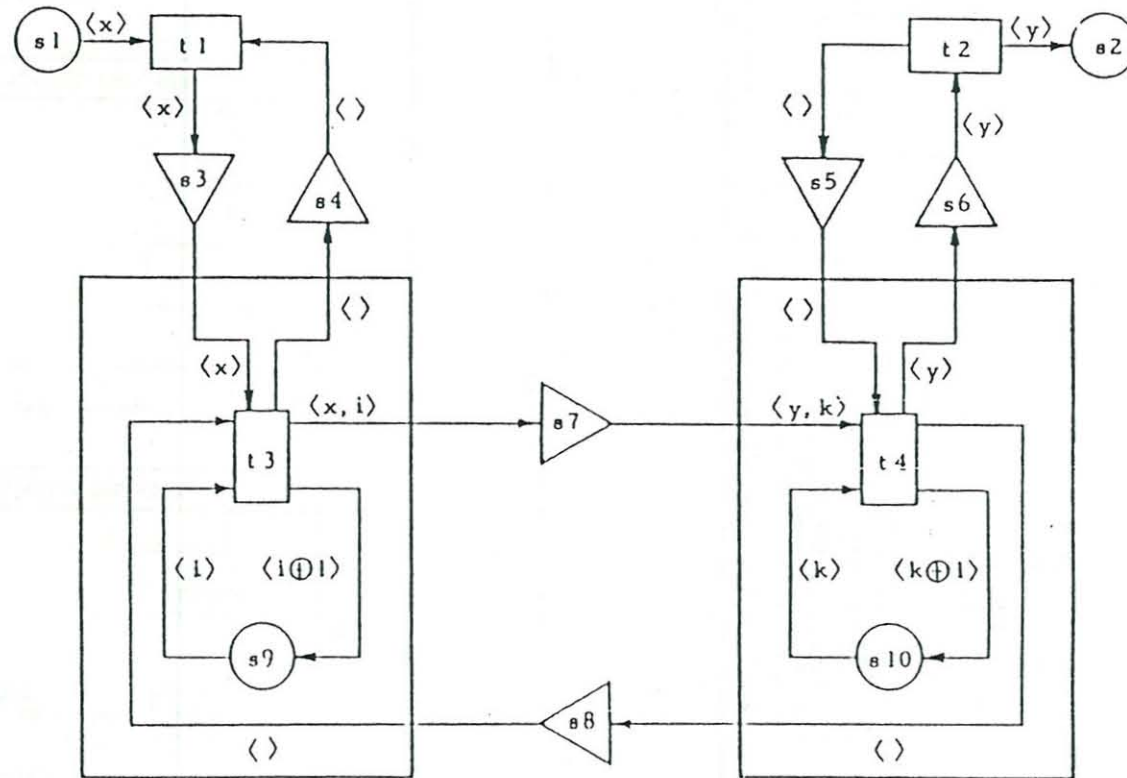 s1 ⟨x⟩ t1
t2 ⟨y⟩ s2
⟨x⟩ ⟨ ⟩
⟨ ⟩ ⟨y⟩
s3 s4
s5 s6
⟨ ⟩
⟨ ⟩
⟨x⟩
⟨y⟩
⟨x, i⟩ s7 ⟨y, k⟩
t3
t4
⟨i⟩ ⟨i⊕1⟩
⟨k⟩ ⟨k⊕1⟩
s9
s10
s8
⟨ ⟩
⟨ ⟩